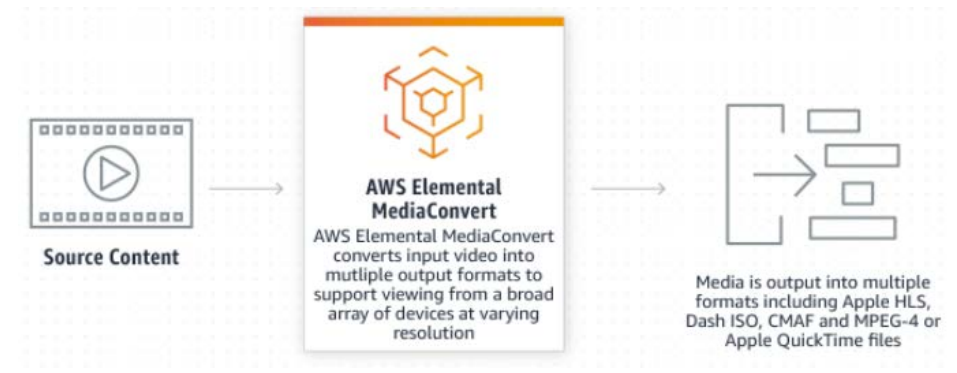 Source Content
AWS Elemental
MediaConvert
AWS Elemental MediaConvert
converts input video into
mutliple output formats to
support viewing from a broad
array of devices at varying
resolution
Media is output into multiple
formats including Apple HLS,
Dash ISO, CMAF and MPEG-4 or
Apple QuickTime files